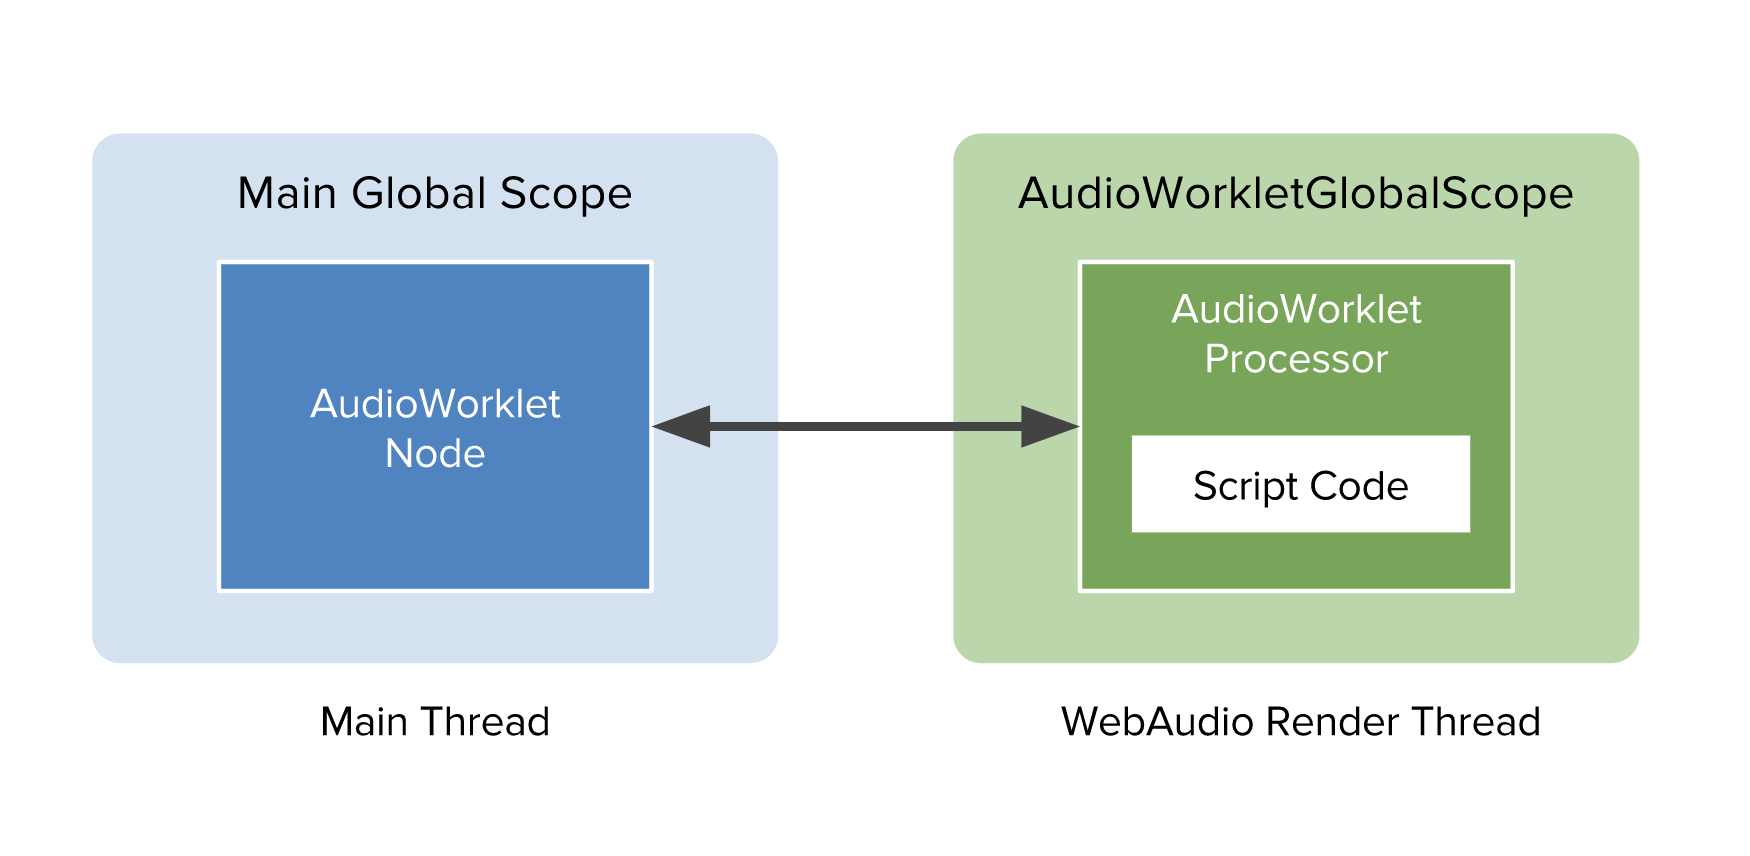 Main Global Scope
AudioWorklet
Node
Main Thread
AudioWorkletGlobalScope
AudioWorklet
Processor
Script Code
WebAudio Render Thread